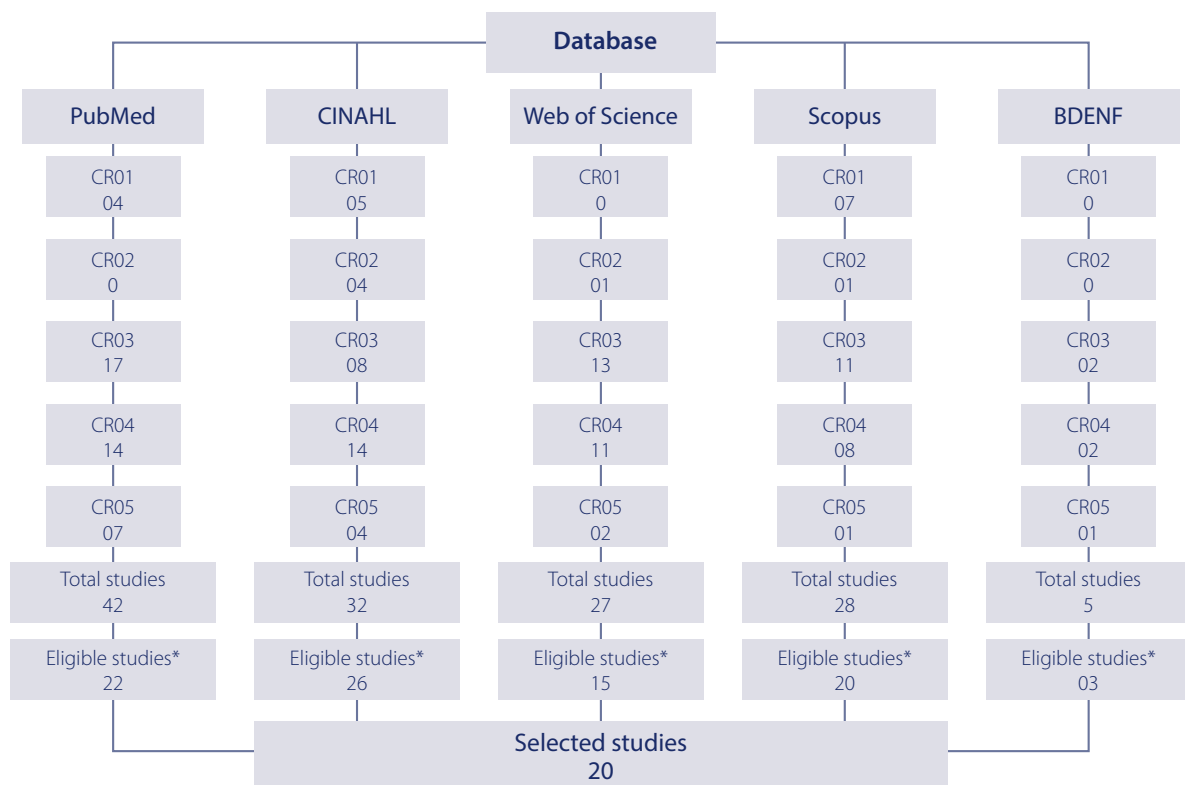 Database
PubMed
CINAHL
Web of Science
Scopus
BDENF
CR01
04
CR01
05
CR01
0
CR01
07
CR01
0
CR02
0
CR02
04
CR02
01
CR02
01
CR02
0
CR03
17
CR03
08
CR03
13
CR03
11
CR03
02
CR04
14
CR04
14
CR04
11
CR04
08
CR04
02
CR05
07
CR05
04
CR05
02
CR05
01
CR05
01
Total studies
42
Total studies
32
Total studies
27
Total studies
28
Total studies
5
Eligible studies*
22
Eligible studies*
26
Eligible studies*
15
Eligible studies*
20
Eligible studies*
03
Selected studies
20